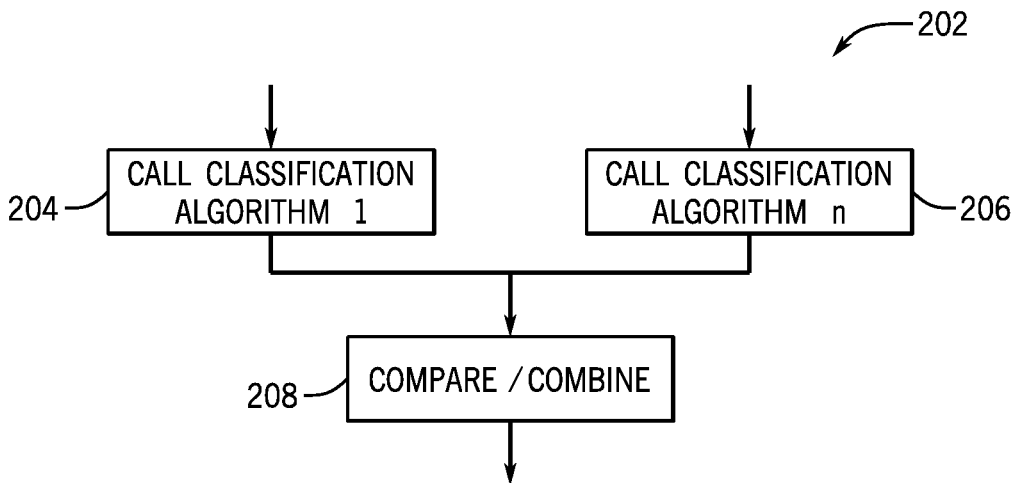 202
CALL CLASSIFICATION
ALGORITHM 1
204
CALL CLASSIFICATION
ALGORITHM n
206
COMPARE / COMBINE
208